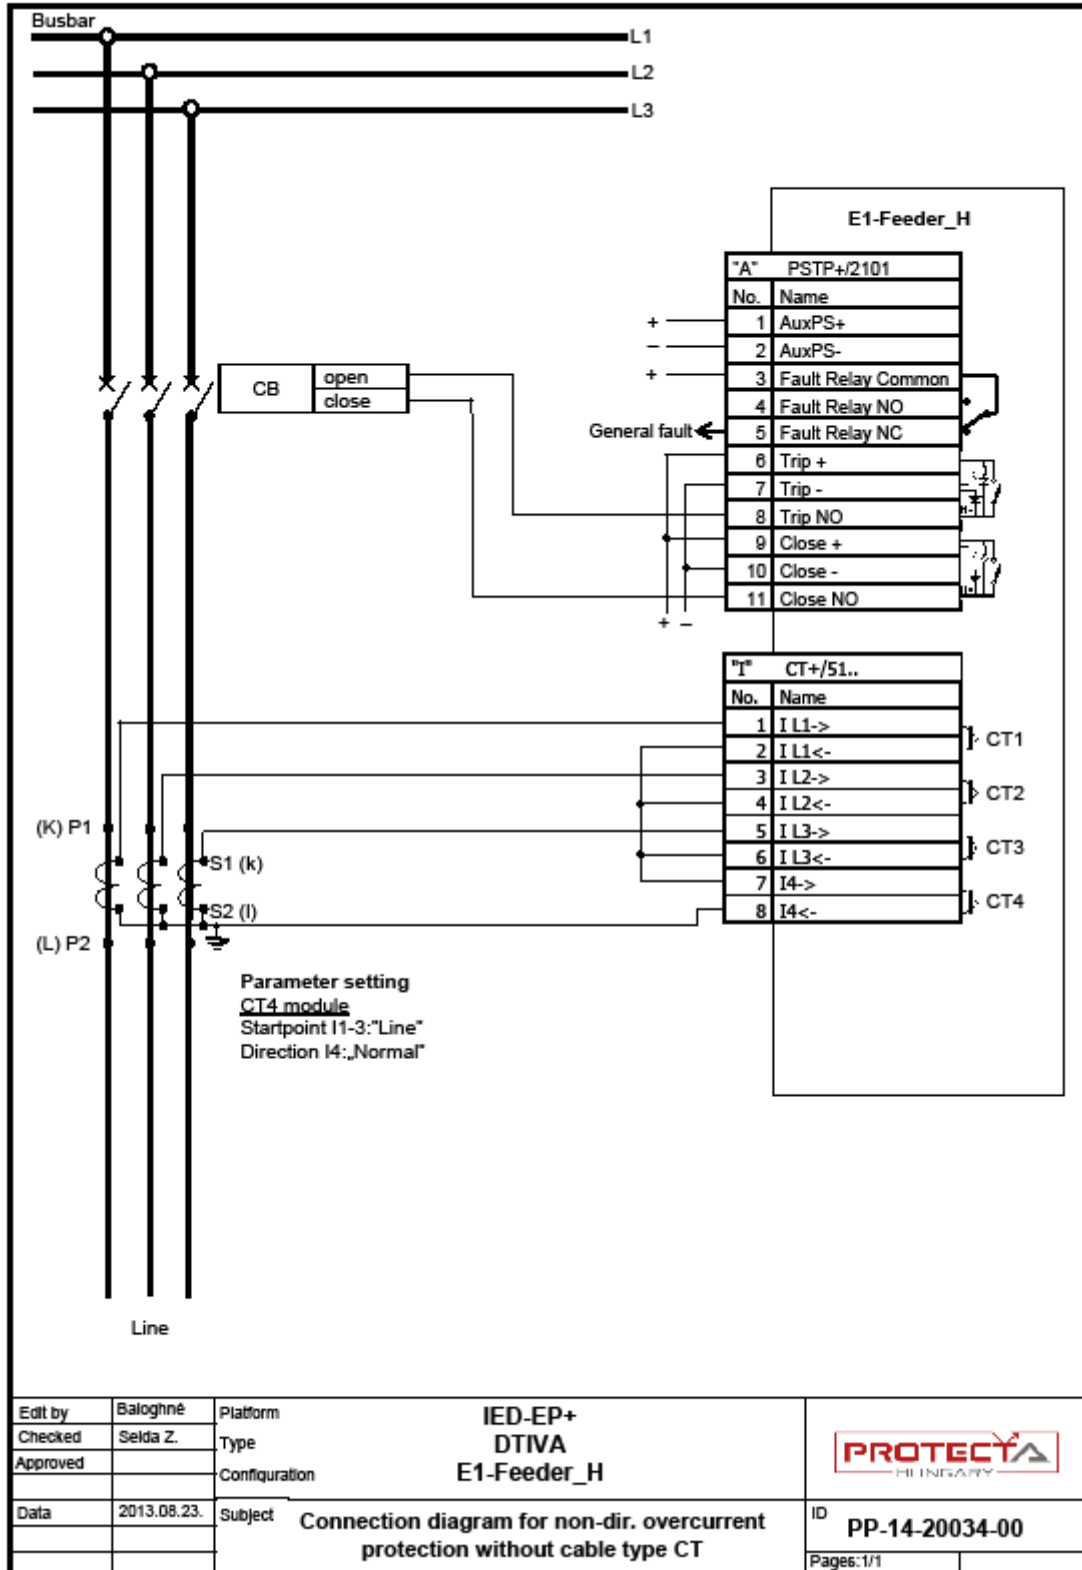 Busbar
L1
L2
L3
E1-Feeder_H
"A" PSTP+/2101
No. Name
+ 1 AuxPS+
− 2 AuxPS-
+ 3 Fault Relay Common
4 Fault Relay NO
General fault 5 Fault Relay NC
6 Trip +
7 Trip -
8 Trip NO
9 Close +
10 Close -
11 Close NO
+ −
CB open
close
"I" CT+/51..
No. Name
1 I L1->
2 I L1<-
CT1
3 I L2->
4 I L2<-
CT2
5 I L3->
6 I L3<-
CT3
7 I4->
8 I4<-
CT4
(K) P1
S1 (k)
S2 (l)
(L) P2
Parameter setting
CT4 module
Startpoint I1-3:"Line"
Direction I4:„Normal"
Line
Edit by Baloghné
Checked Selda Z.
Approved
Data 2013.08.23.
Platform IED-EP+
Type DTIVA
Configuration E1-Feeder_H
Subject Connection diagram for non-dir. overcurrent
protection without cable type CT
PROTECTA
HUNGARY
ID PP-14-20034-00
Pages:1/1